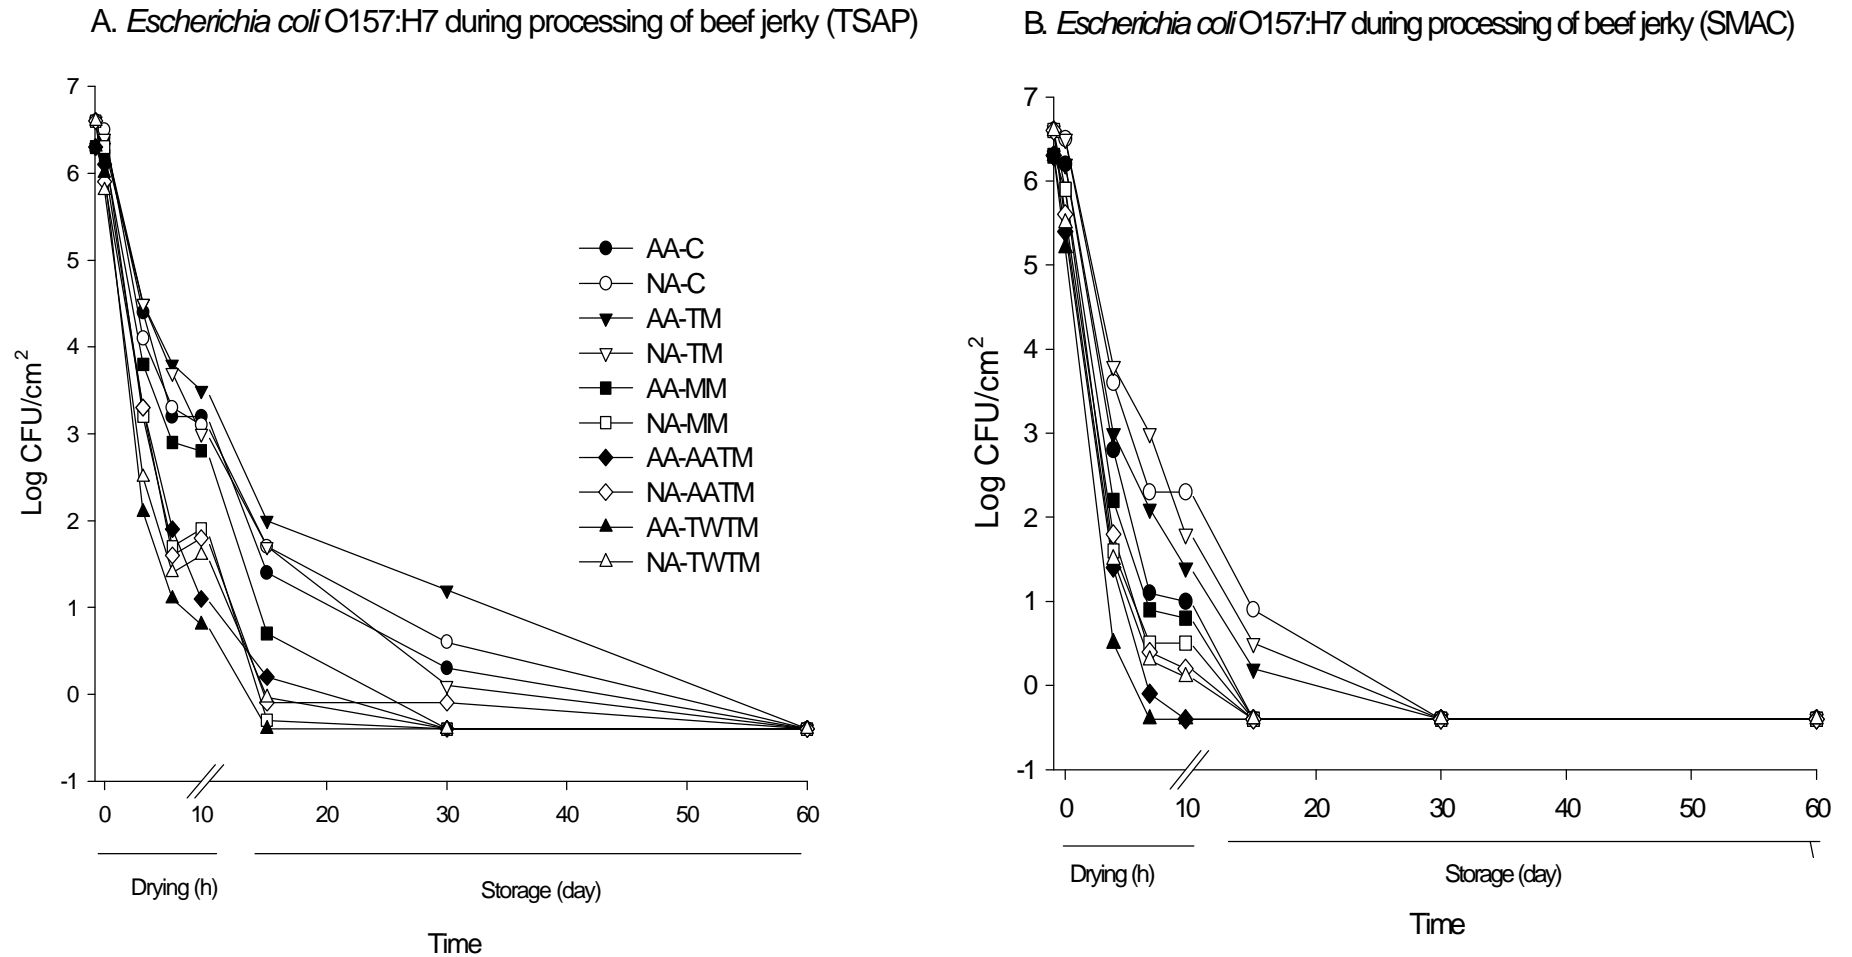 A. Escherichia coli O157:H7 during processing of beef jerky (TSAP)
7
6
5
4
3
2
1
0
-1
Log CFU/cm2
AA-C
NA-C
AA-TM
NA-TM
AA-MM
NA-MM
AA-AATM
NA-AATM
AA-TWTM
NA-TWTM
0 10 20 30 40 50 60
Drying (h)
Storage (day)
Time
B. Escherichia coli O157:H7 during processing of beef jerky (SMAC)
7
6
5
4
3
2
1
0
-1
Log CFU/cm2
0 10 20 30 40 50 60
Drying (h)
Storage (day)
Time